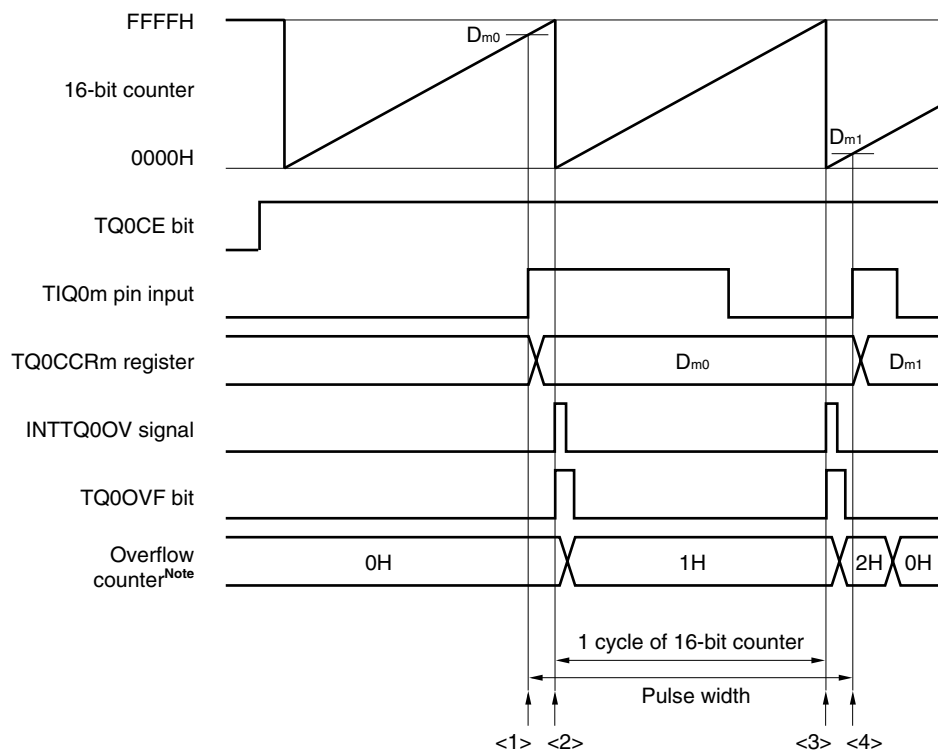 FFFFH
Dm0
16-bit counter
0000H
Dm1
TQ0CE bit
TIQ0m pin input
TQ0CCRm register
Dm0
Dm1
INTTQ0OV signal
TQ0OVF bit
Overflow
counterNote
0H
1H
2H
0H
1 cycle of 16-bit counter
Pulse width
<1>
<2>
<3>
<4>